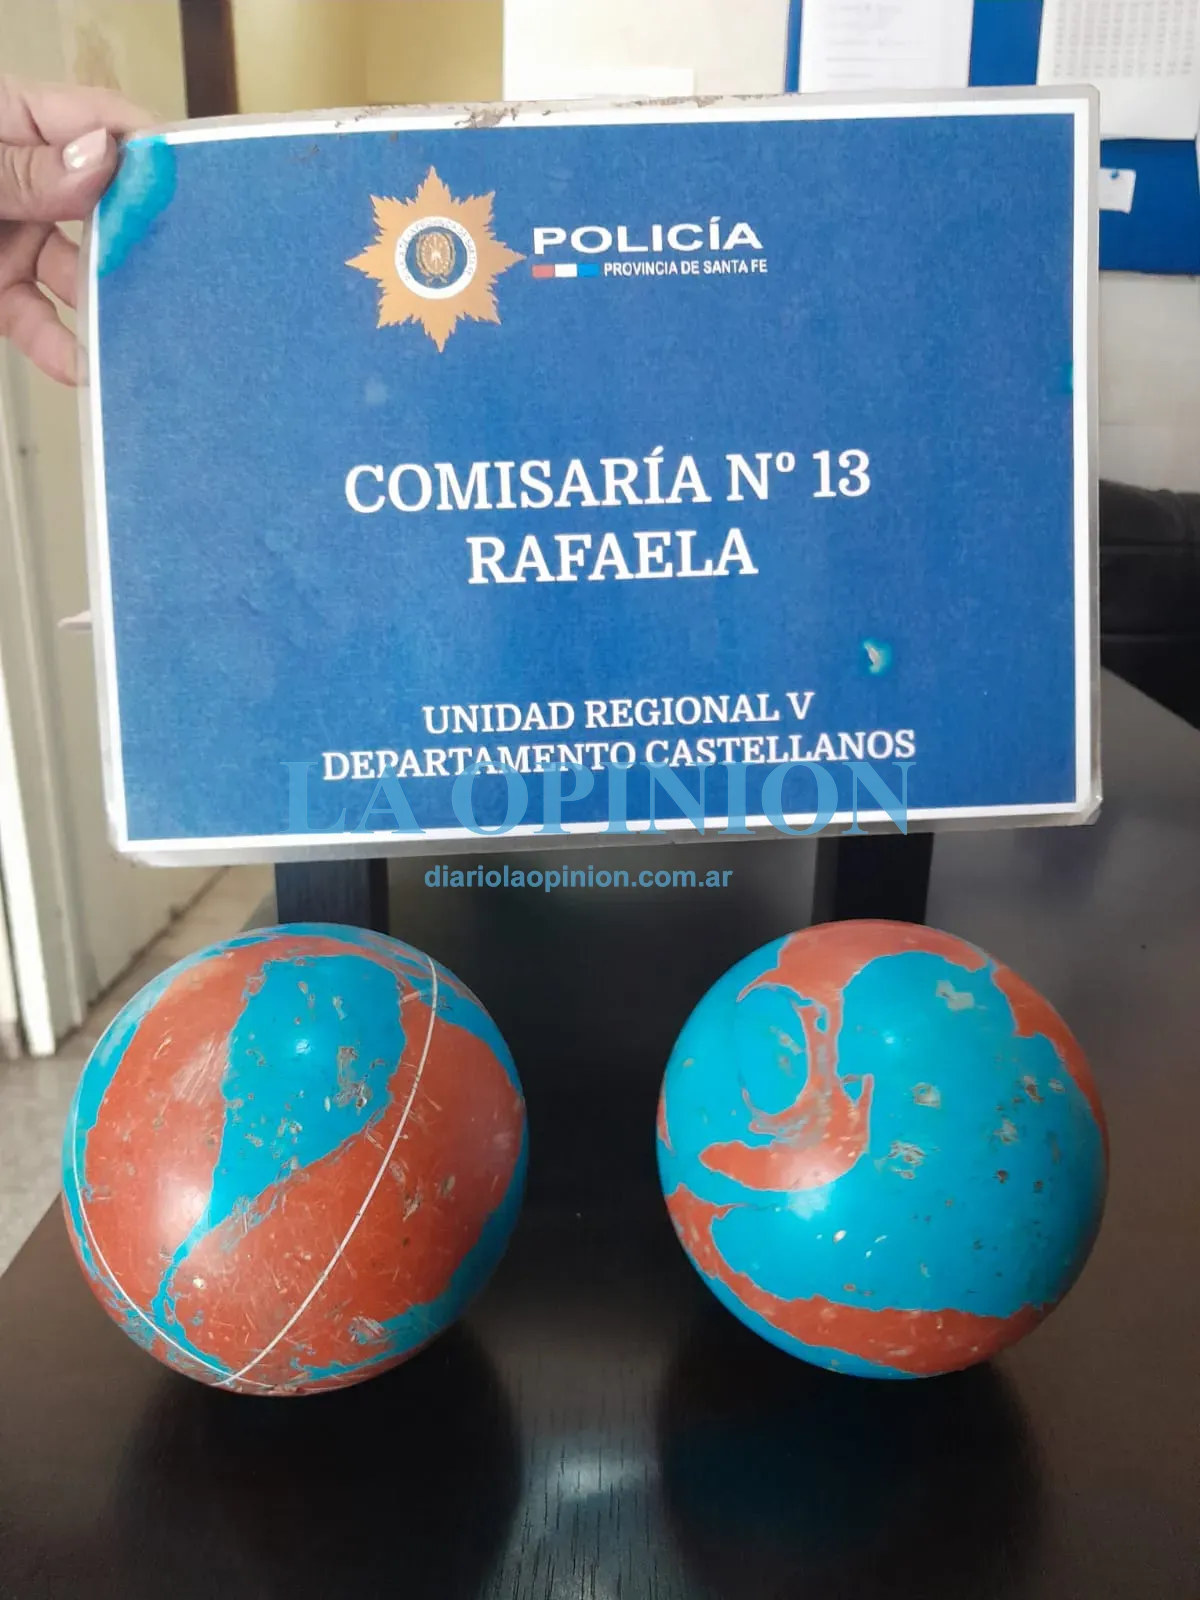 POLICÍA
PROVINCIA DE SANTA FE
COMISARÍA Nº 13
RAFAELA
UNIDAD REGIONAL V
DEPARTAMENTO CASTELLANOS
LA OPINION
diariolaopinion.com.ar